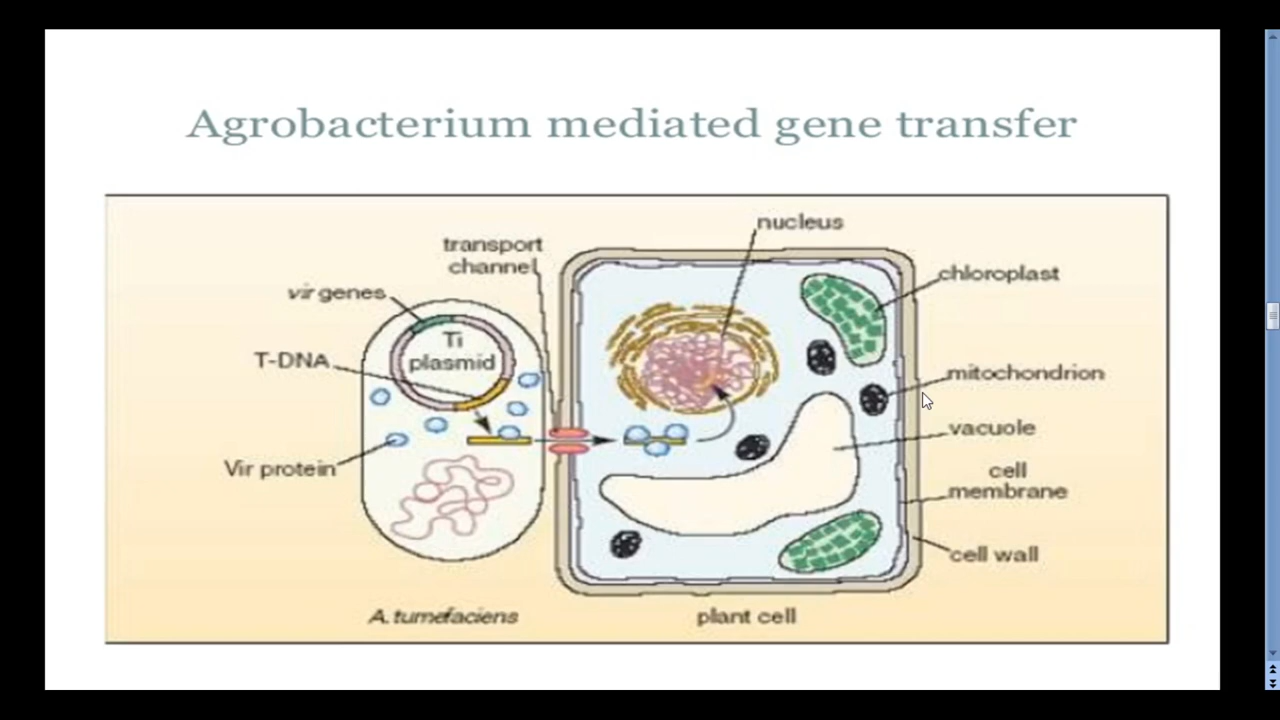 Agrobacterium mediated gene transfer
nucleus
transport
channel
chloroplast
vir genes
Ti
plasmid
T-DNA
mitochondrion
vacuole
Vir protein
cell
membrane
cell wall
A. tumefaciens
plant cell